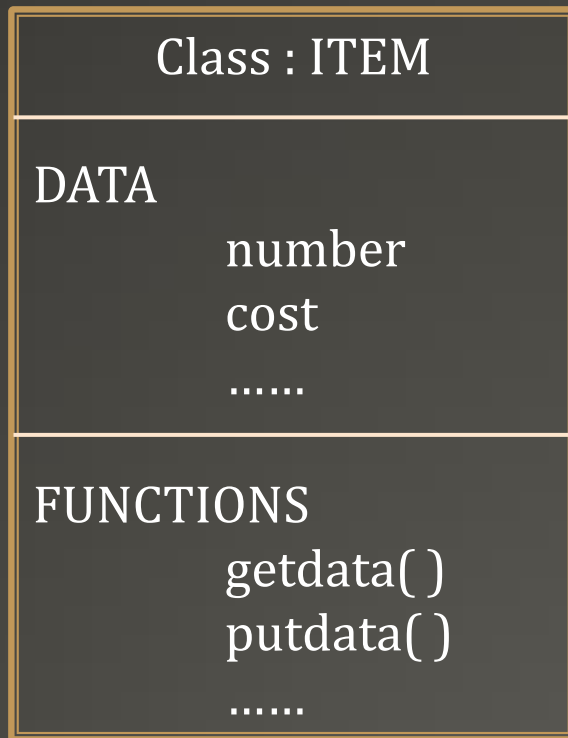 Class : ITEM
DATA
number
cost
......
FUNCTIONS
getdata( )
putdata( )
......